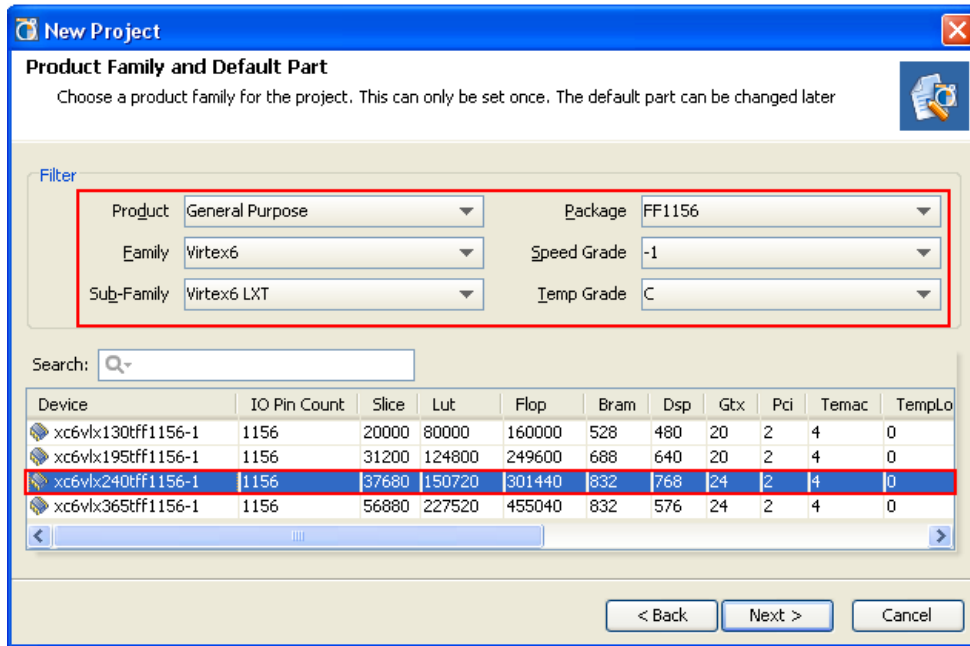 New Project
Product Family and Default Part
Choose a product family for the project. This can only be set once. The default part can be changed later
Filter
Product General Purpose Package FF1156
Family Virtex6 Speed Grade -1
Sub-Family Virtex6 LXT Temp Grade C
Search:
Device IO Pin Count Slice Lut Flop Bram Dsp Gtx Pci Temac TempLo
xc6vlx130tff1156-1 1156 20000 80000 160000 528 480 20 2 4 0
xc6vlx195tff1156-1 1156 31200 124800 249600 688 640 20 2 4 0
xc6vlx240tff1156-1 1156 37680 150720 301440 832 768 24 2 4 0
xc6vlx365tff1156-1 1156 56880 227520 455040 832 576 24 2 4 0
< Back Next > Cancel